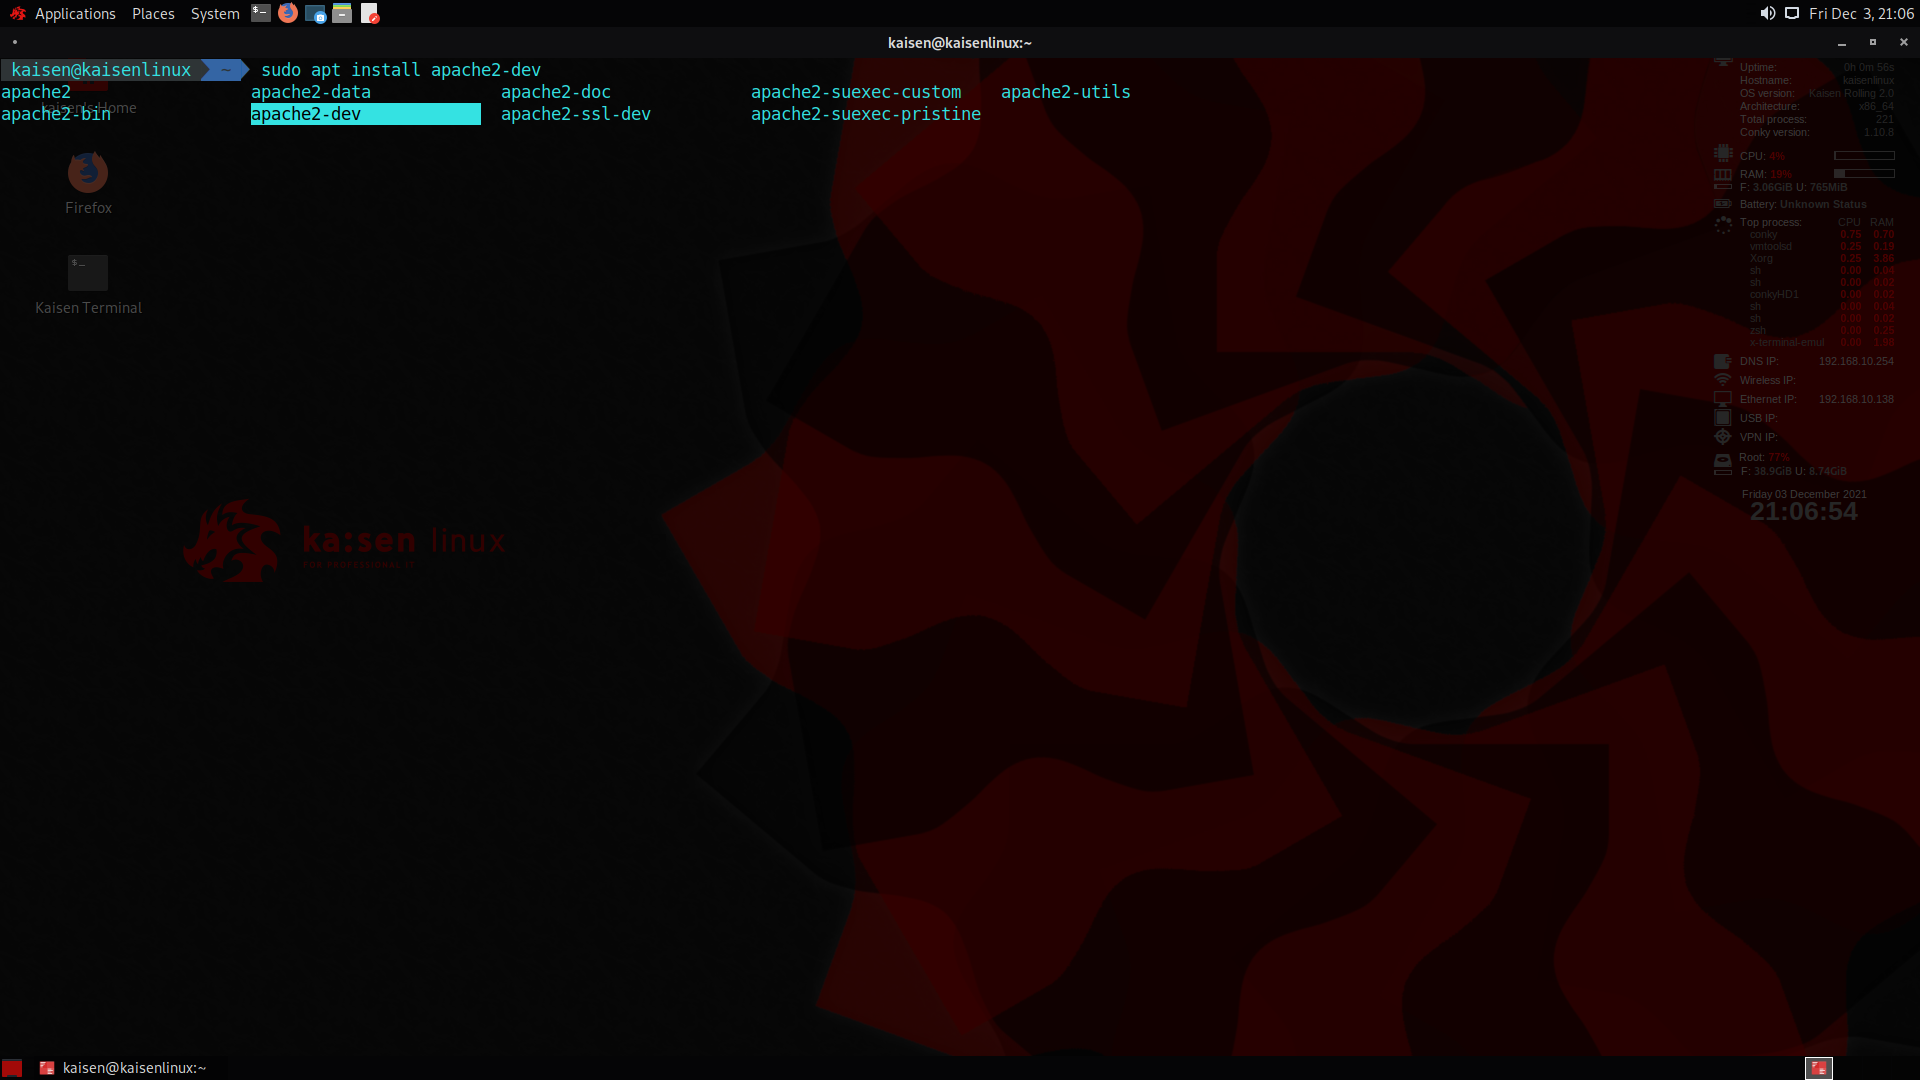 Applications Places System Fri Dec 3, 21:06
kaisen@kaisenlinux:~
kaisen@kaisenlinux ~ sudo apt install apache2-dev
apache2 apache2-data apache2-doc apache2-suexec-custom apache2-utils
apache2-bin apache2-dev apache2-ssl-dev apache2-suexec-pristine
kaisen's Home
Firefox
$_
Kaisen Terminal
ka:sen linux
FOR PROFESSIONAL IT
Uptime: 0h 0m 56s
Hostname: kaisenlinux
OS version: Kaisen Rolling 2.0
Architecture: x86_64
Total process: 221
Conky version: 1.10.8
CPU: 4%
RAM: 19%
F: 3.06GiB U: 765MiB
Battery: Unknown Status
Top process: CPU RAM
conky 0.75 0.70
vmtoolsd 0.25 0.19
Xorg 0.25 3.86
sh 0.00 0.04
sh 0.00 0.02
conkyHD1 0.00 0.02
sh 0.00 0.04
sh 0.00 0.02
zsh 0.00 0.25
x-terminal-emul 0.00
DNS IP: 192.168.10.254
Wireless IP:
Ethernet IP: 192.168.10.138
USB IP:
VPN IP:
Root: 77%
F: 38.9GiB U: 8.74GiB
Friday 03 December 2021
21:06:54
kaisen@kaisenlinux:~